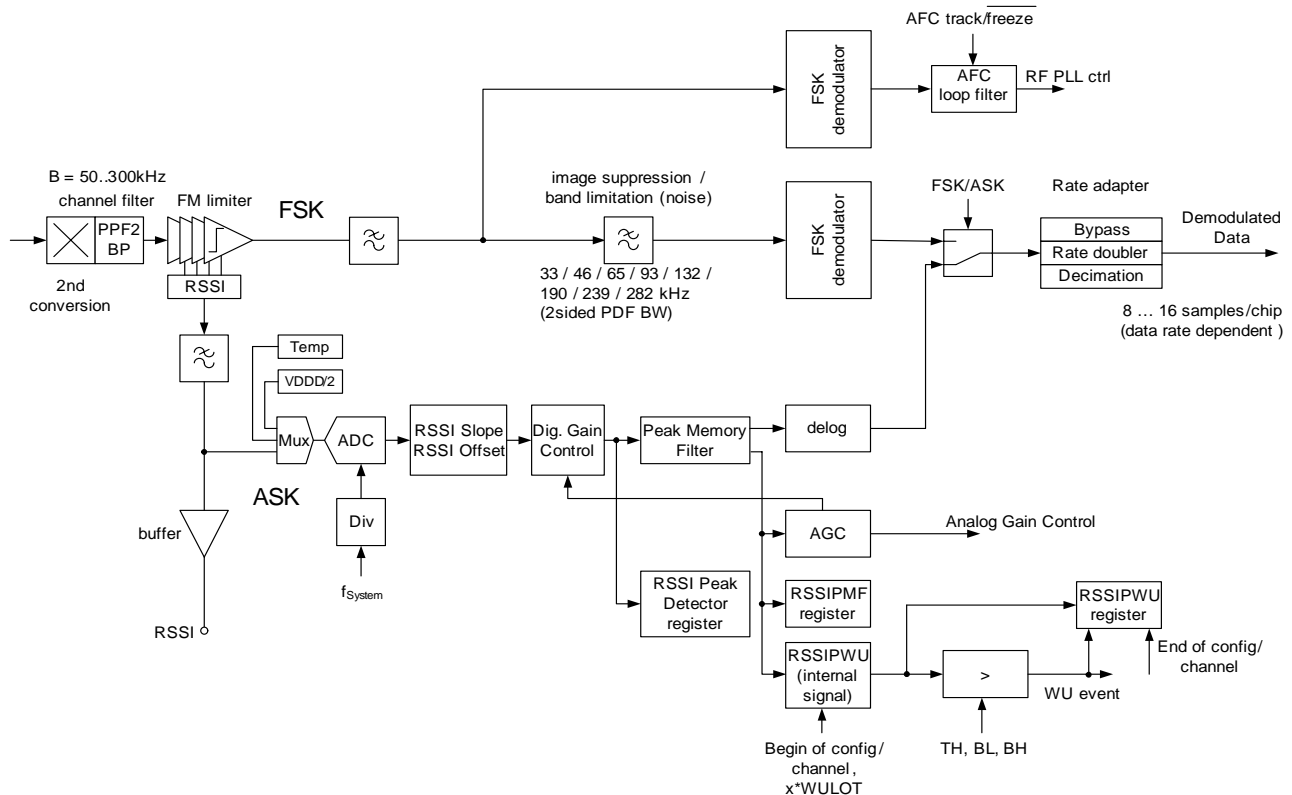 AFC track/freeze
AFC
loop filter
RF PLL ctrl
FSK
demodulator
B = 50..300kHz
channel filter
PPF2
BP
2nd
conversion
FM limiter
FSK
RSSI
image suppression /
band limitation (noise)
33 / 46 / 65 / 93 / 132 /
190 / 239 / 282 kHz
(2sided PDF BW)
FSK
demodulator
FSK/ASK
Rate adapter
Bypass
Rate doubler
Decimation
Demodulated
Data
8 ... 16 samples/chip
(data rate dependent )
Temp
VDDD/2
Mux
ADC
ASK
Div
fSystem
buffer
RSSI
RSSI Slope
RSSI Offset
Dig. Gain
Control
Peak Memory
Filter
delog
AGC
Analog Gain Control
RSSI Peak
Detector
register
RSSIPMF
register
RSSIPWU
(internal
signal)
Begin of config/
channel ,
x*WULOT
>
TH, BL, BH
WU event
RSSIPWU
register
End of config/
channel